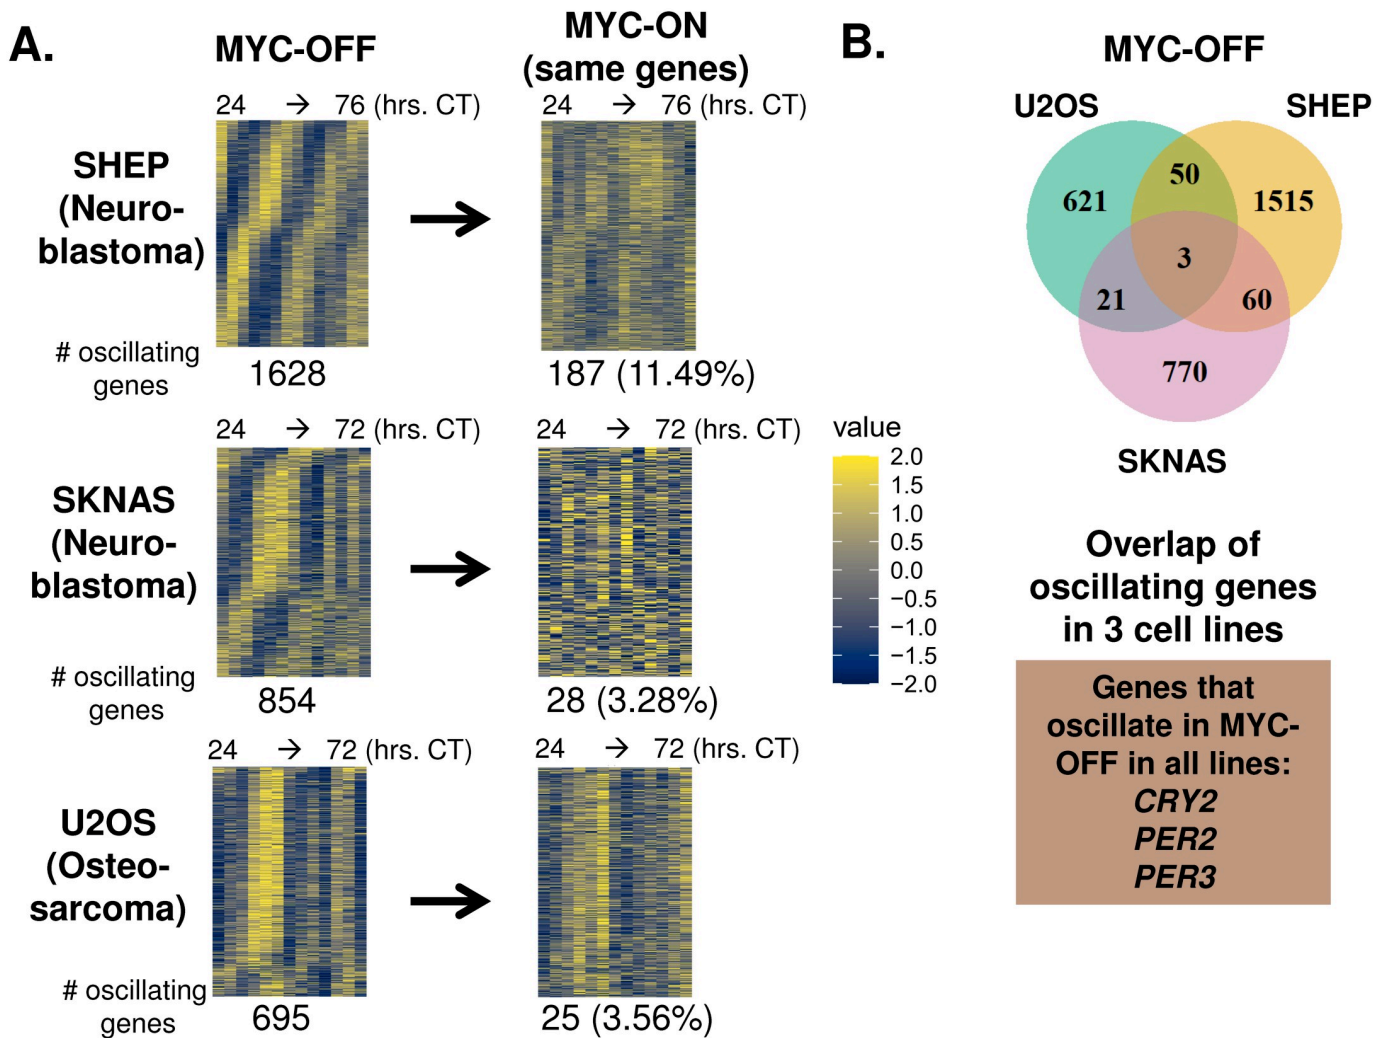 A.
MYC-OFF
MYC-ON
(same genes)
24 → 76 (hrs. CT)
24 → 76 (hrs. CT)
SHEP
(Neuro-
blastoma)
# oscillating
genes
1628
187 (11.49%)
24 → 72 (hrs. CT)
24 → 72 (hrs. CT)
SKNAS
(Neuro-
blastoma)
# oscillating
genes
854
28 (3.28%)
24 → 72 (hrs. CT)
24 → 72 (hrs. CT)
U2OS
(Osteo-
sarcoma)
# oscillating
genes
695
25 (3.56%)
value
2.0
1.5
1.0
0.5
0.0
−0.5
−1.0
−1.5
−2.0
B.
MYC-OFF
U2OS
SHEP
50
621
1515
3
21
60
770
SKNAS
Overlap of
oscillating genes
in 3 cell lines
Genes that
oscillate in MYC-
OFF in all lines:
CRY2
PER2
PER3